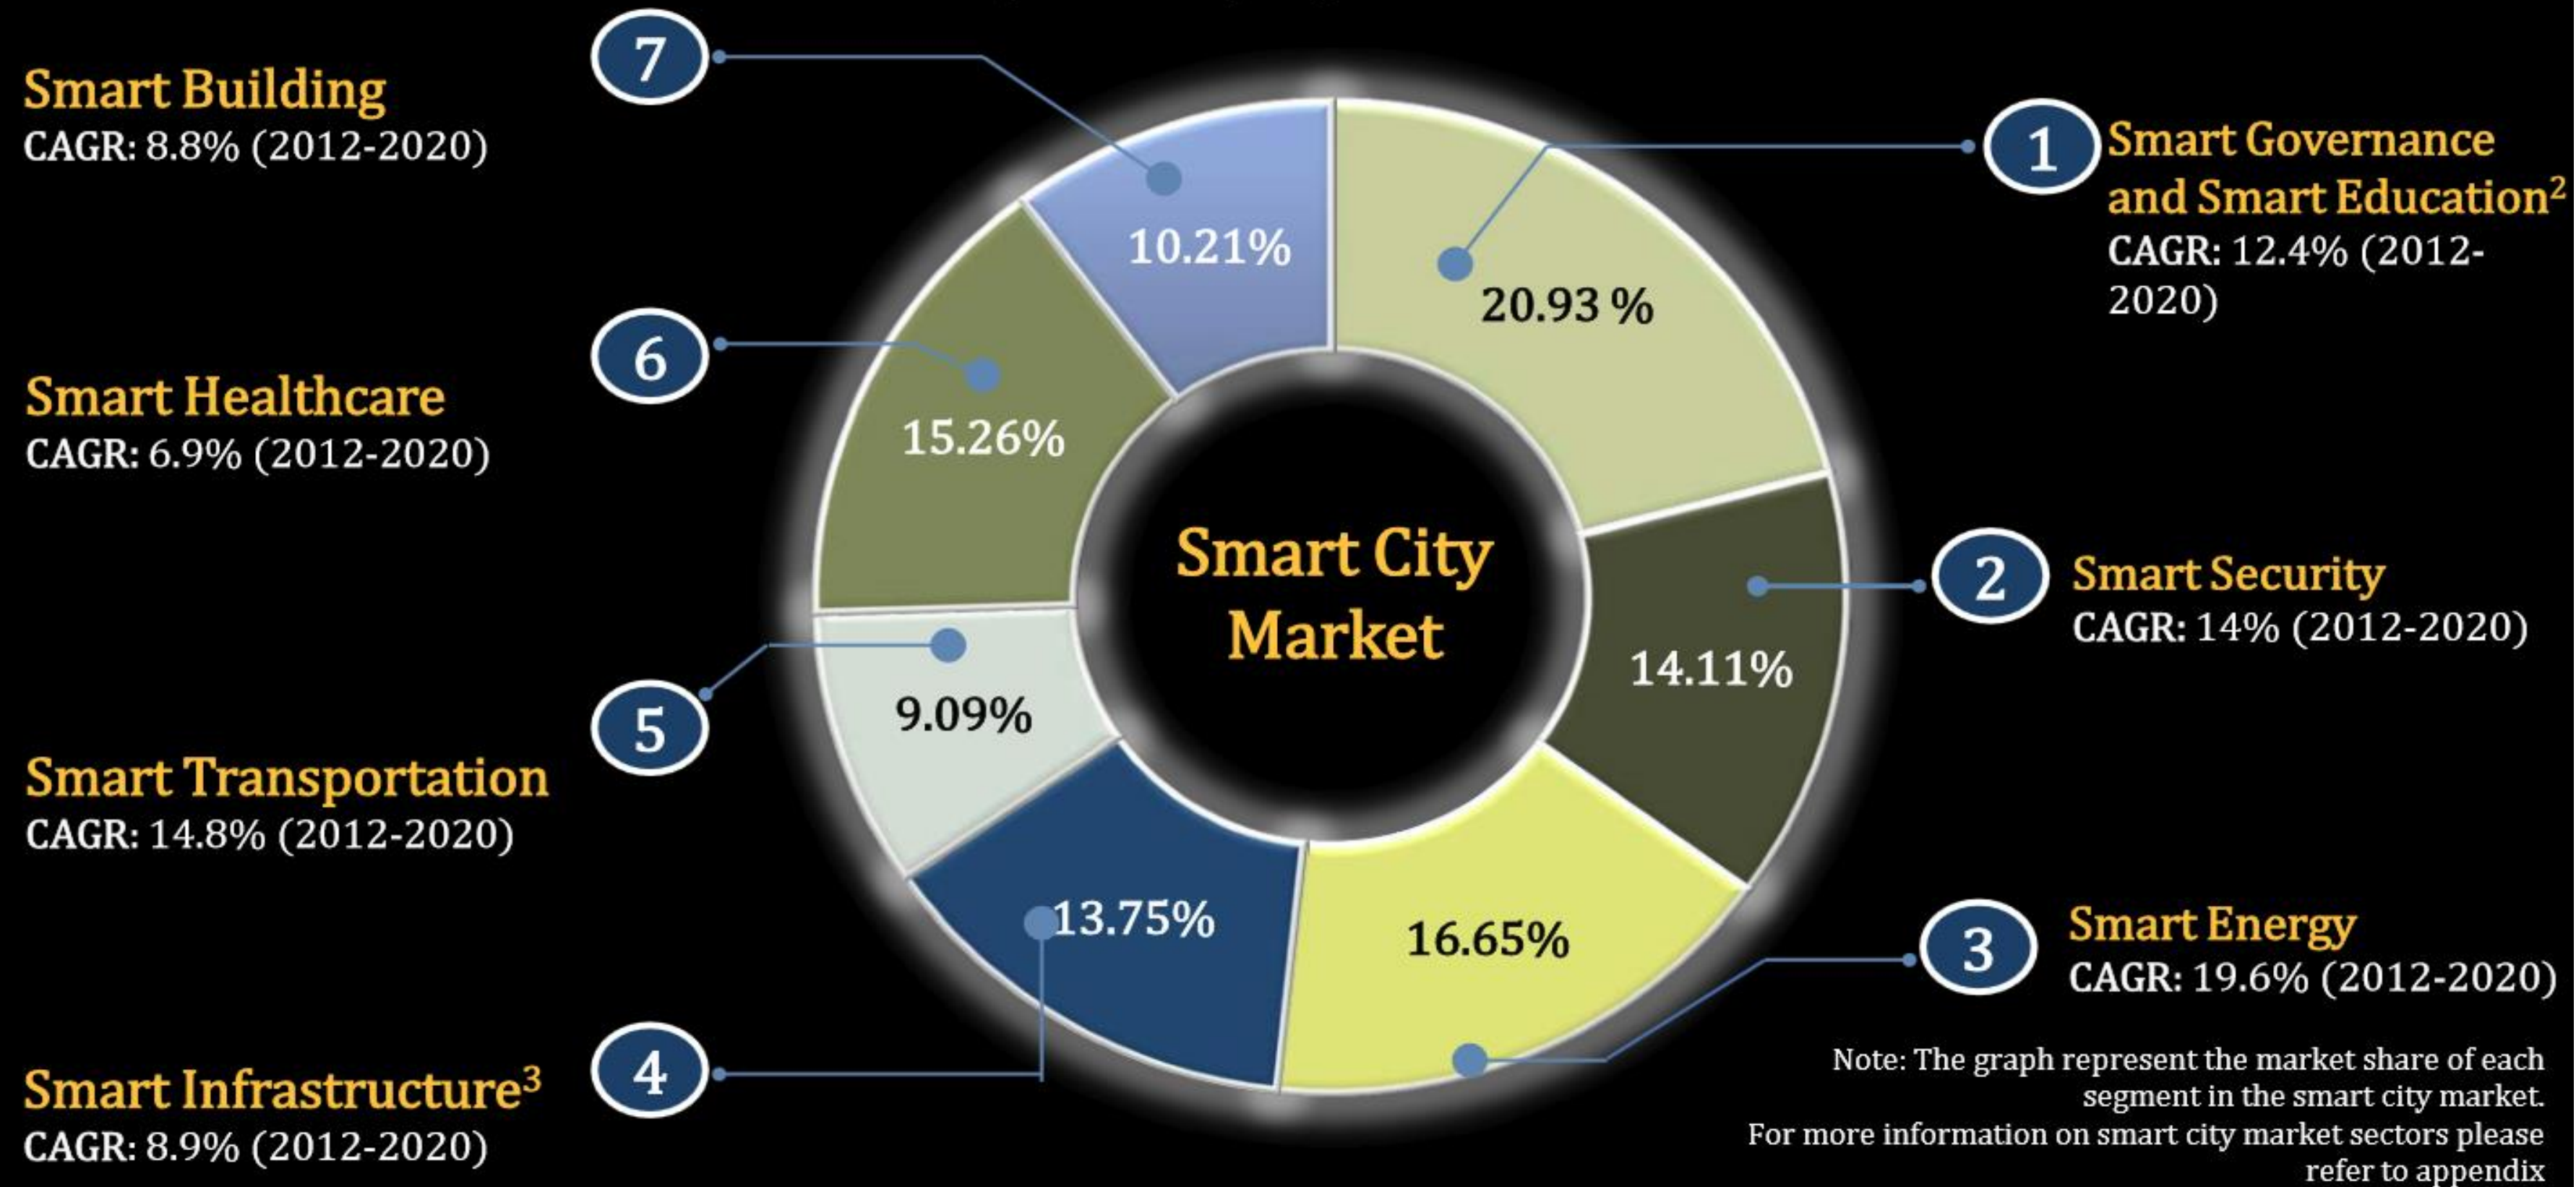 7
Smart Building
CAGR: 8.8% (2012-2020)
10.21%
1
Smart Governance
and Smart Education²
CAGR: 12.4% (2012-
2020)
20.93 %
6
Smart Healthcare
CAGR: 6.9% (2012-2020)
15.26%
Smart City
Market
2
Smart Security
CAGR: 14% (2012-2020)
14.11%
5
9.09%
Smart Transportation
CAGR: 14.8% (2012-2020)
13.75%
16.65%
3
Smart Energy
CAGR: 19.6% (2012-2020)
4
Smart Infrastructure³
CAGR: 8.9% (2012-2020)
Note: The graph represent the market share of each
segment in the smart city market.
For more information on smart city market sectors please
refer to appendix